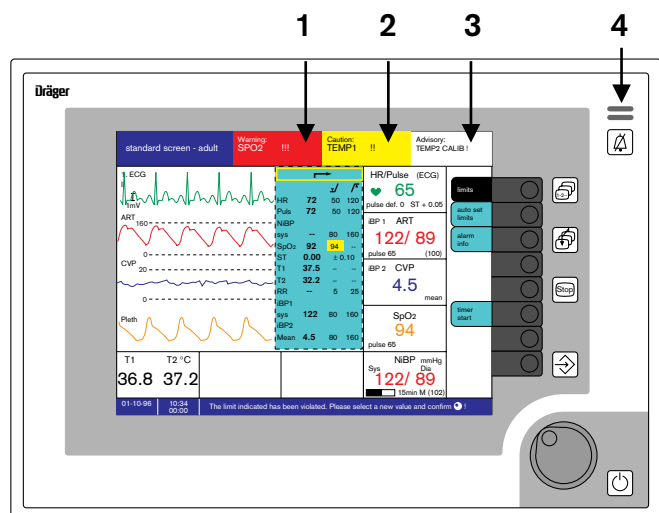 1 2 3 4
Dräger
standard screen - adult
Warning:
SPO2 !!!
Caution:
TEMP1 !!
Advisory:
TEMP2 CALIB !
1. ECG
II
1mV
ART
160
0
CVP
20
0
Pleth
HR 72 50 120
Puls 72 50 120
NiBP
sys -- 80 160
SpO2 92 94 --
ST 0.00 ± 0.10
T1 37.5 – –
T2 32.2 – –
RR -- 5 25
iBP1
sys 122 80 160
iBP2
Mean 4.5 80 160
HR/Pulse (ECG)
65
pulse def. 0 ST + 0.05
iBP 1 ART
122/ 89
pulse 65 (100)
iBP 2 CVP
4.5
mean
SpO2
94
pulse 65
NiBP mmHg
Sys Dia
122/ 89
15min M (102)
limits
auto set
limits
alarm
info
timer
start
1-2-
Stop
T1 T2 °C
36.8 37.2
01-10-96 10:34
00:00
The limit indicated has been violated. Please select a new value and confirm !